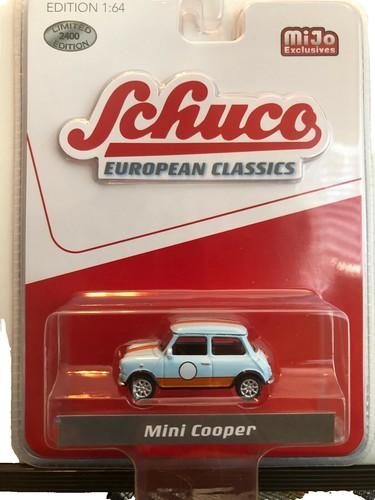 EDITION 1:64
LIMITED
2400
EDITION
MiJo
Exclusives
Schuco
EUROPEAN CLASSICS
Mini Cooper